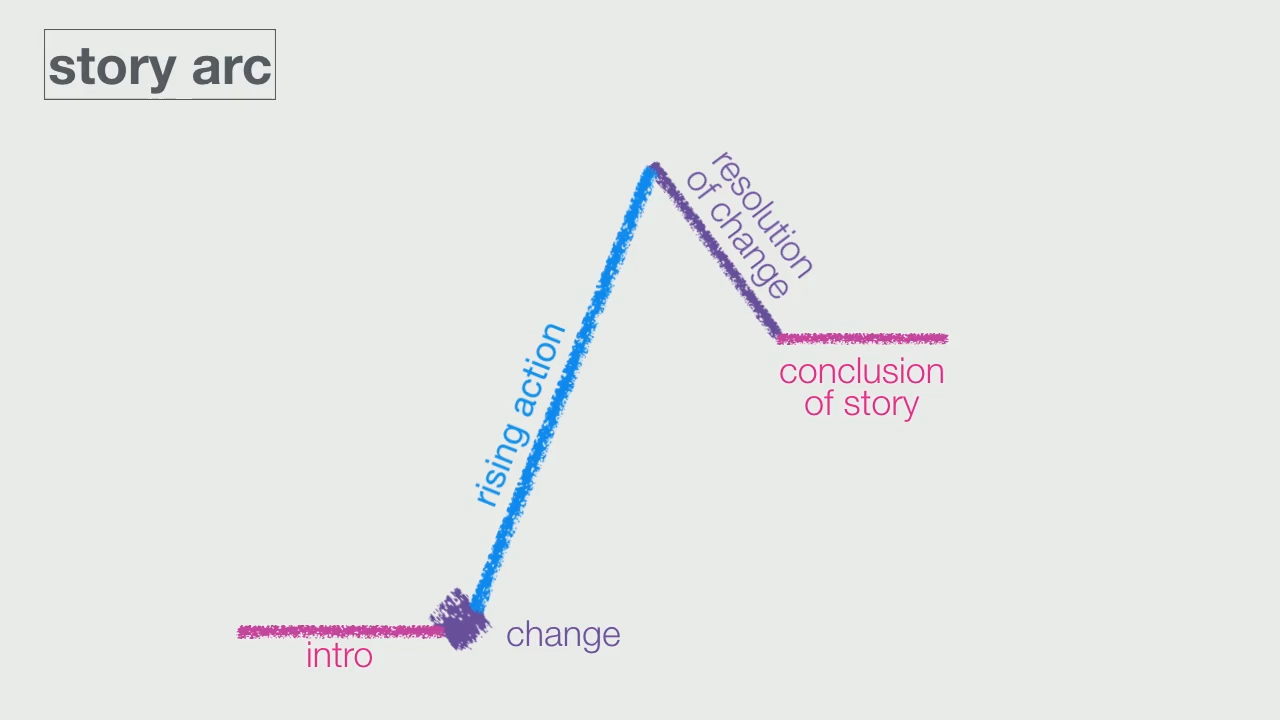 story arc
intro
change
rising action
resolution
of change
conclusion
of story